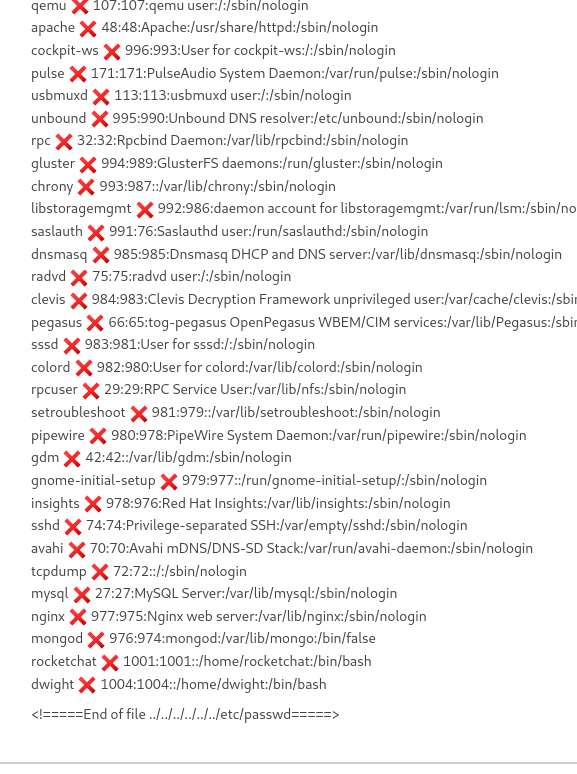 qemu ❌ 107:107:qemu user:/:/sbin/nologin
apache ❌ 48:48:Apache:/usr/share/httpd:/sbin/nologin
cockpit-ws ❌ 996:993:User for cockpit-ws:/:/sbin/nologin
pulse ❌ 171:171:PulseAudio System Daemon:/var/run/pulse:/sbin/nologin
usbmuxd ❌ 113:113:usbmuxd user:/:/sbin/nologin
unbound ❌ 995:990:Unbound DNS resolver:/etc/unbound:/sbin/nologin
rpc ❌ 32:32:Rpcbind Daemon:/var/lib/rpcbind:/sbin/nologin
gluster ❌ 994:989:GlusterFS daemons:/run/gluster:/sbin/nologin
chrony ❌ 993:987::/var/lib/chrony:/sbin/nologin
libstoragemgmt ❌ 992:986:daemon account for libstoragemgmt:/var/run/lsm:/sbin/no
saslauth ❌ 991:76:Saslauthd user:/run/saslauthd:/sbin/nologin
dnsmasq ❌ 985:985:Dnsmasq DHCP and DNS server:/var/lib/dnsmasq:/sbin/nologin
radvd ❌ 75:75:radvd user:/:/sbin/nologin
clevis ❌ 984:983:Clevis Decryption Framework unprivileged user:/var/cache/clevis:/sbin
pegasus ❌ 66:65:tog-pegasus OpenPegasus WBEM/CIM services:/var/lib/Pegasus:/sbin
sssd ❌ 983:981:User for sssd:/:/sbin/nologin
colord ❌ 982:980:User for colord:/var/lib/colord:/sbin/nologin
rpcuser ❌ 29:29:RPC Service User:/var/lib/nfs:/sbin/nologin
setroubleshoot ❌ 981:979::/var/lib/setroubleshoot:/sbin/nologin
pipewire ❌ 980:978:PipeWire System Daemon:/var/run/pipewire:/sbin/nologin
gdm ❌ 42:42::/var/lib/gdm:/sbin/nologin
gnome-initial-setup ❌ 979:977::/run/gnome-initial-setup/:/sbin/nologin
insights ❌ 978:976:Red Hat Insights:/var/lib/insights:/sbin/nologin
sshd ❌ 74:74:Privilege-separated SSH:/var/empty/sshd:/sbin/nologin
avahi ❌ 70:70:Avahi mDNS/DNS-SD Stack:/var/run/avahi-daemon:/sbin/nologin
tcpdump ❌ 72:72::/:/sbin/nologin
mysql ❌ 27:27:MySQL Server:/var/lib/mysql:/sbin/nologin
nginx ❌ 977:975:Nginx web server:/var/lib/nginx:/sbin/nologin
mongod ❌ 976:974:mongod:/var/lib/mongo:/bin/false
rocketchat ❌ 1001:1001::/home/rocketchat:/bin/bash
dwight ❌ 1004:1004::/home/dwight:/bin/bash
<!=====End of file ../../../../../../etc/passwd=====>